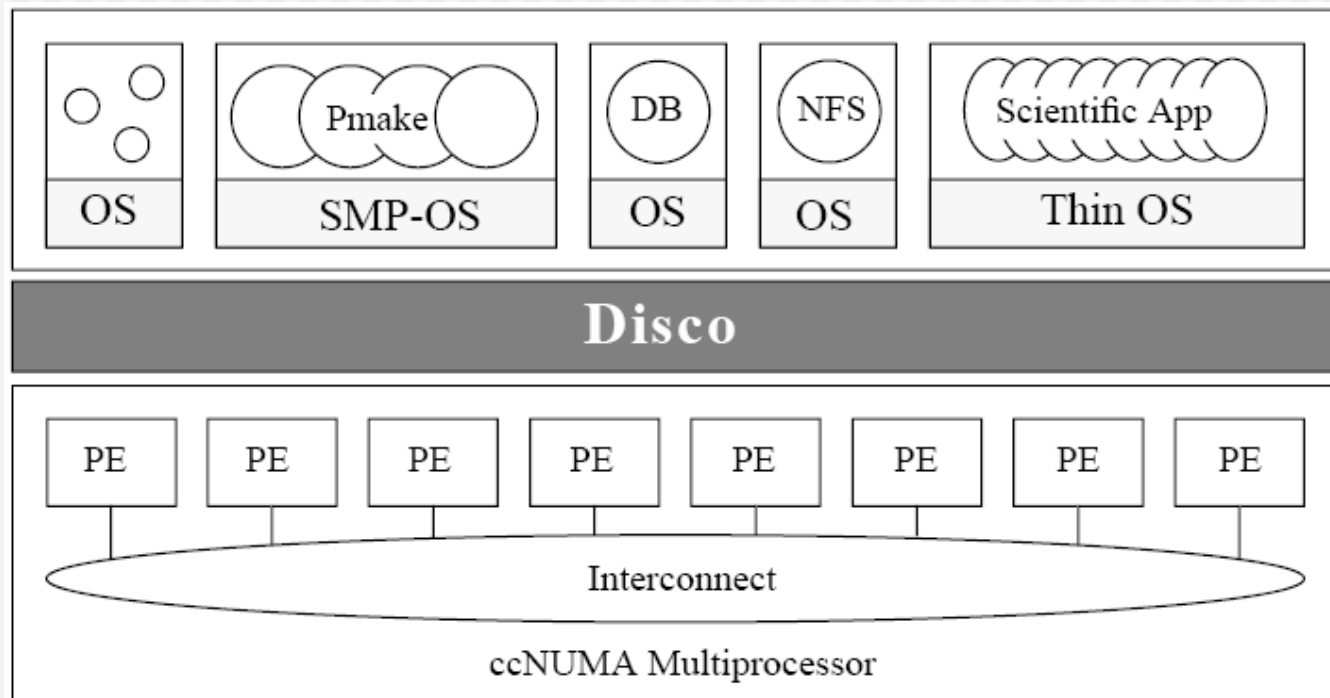 Pmake
DB
NFS
Scientific App
OS
SMP-OS
OS
OS
Thin OS
Disco
PE
PE
PE
PE
PE
PE
PE
PE
Interconnect
ccNUMA Multiprocessor